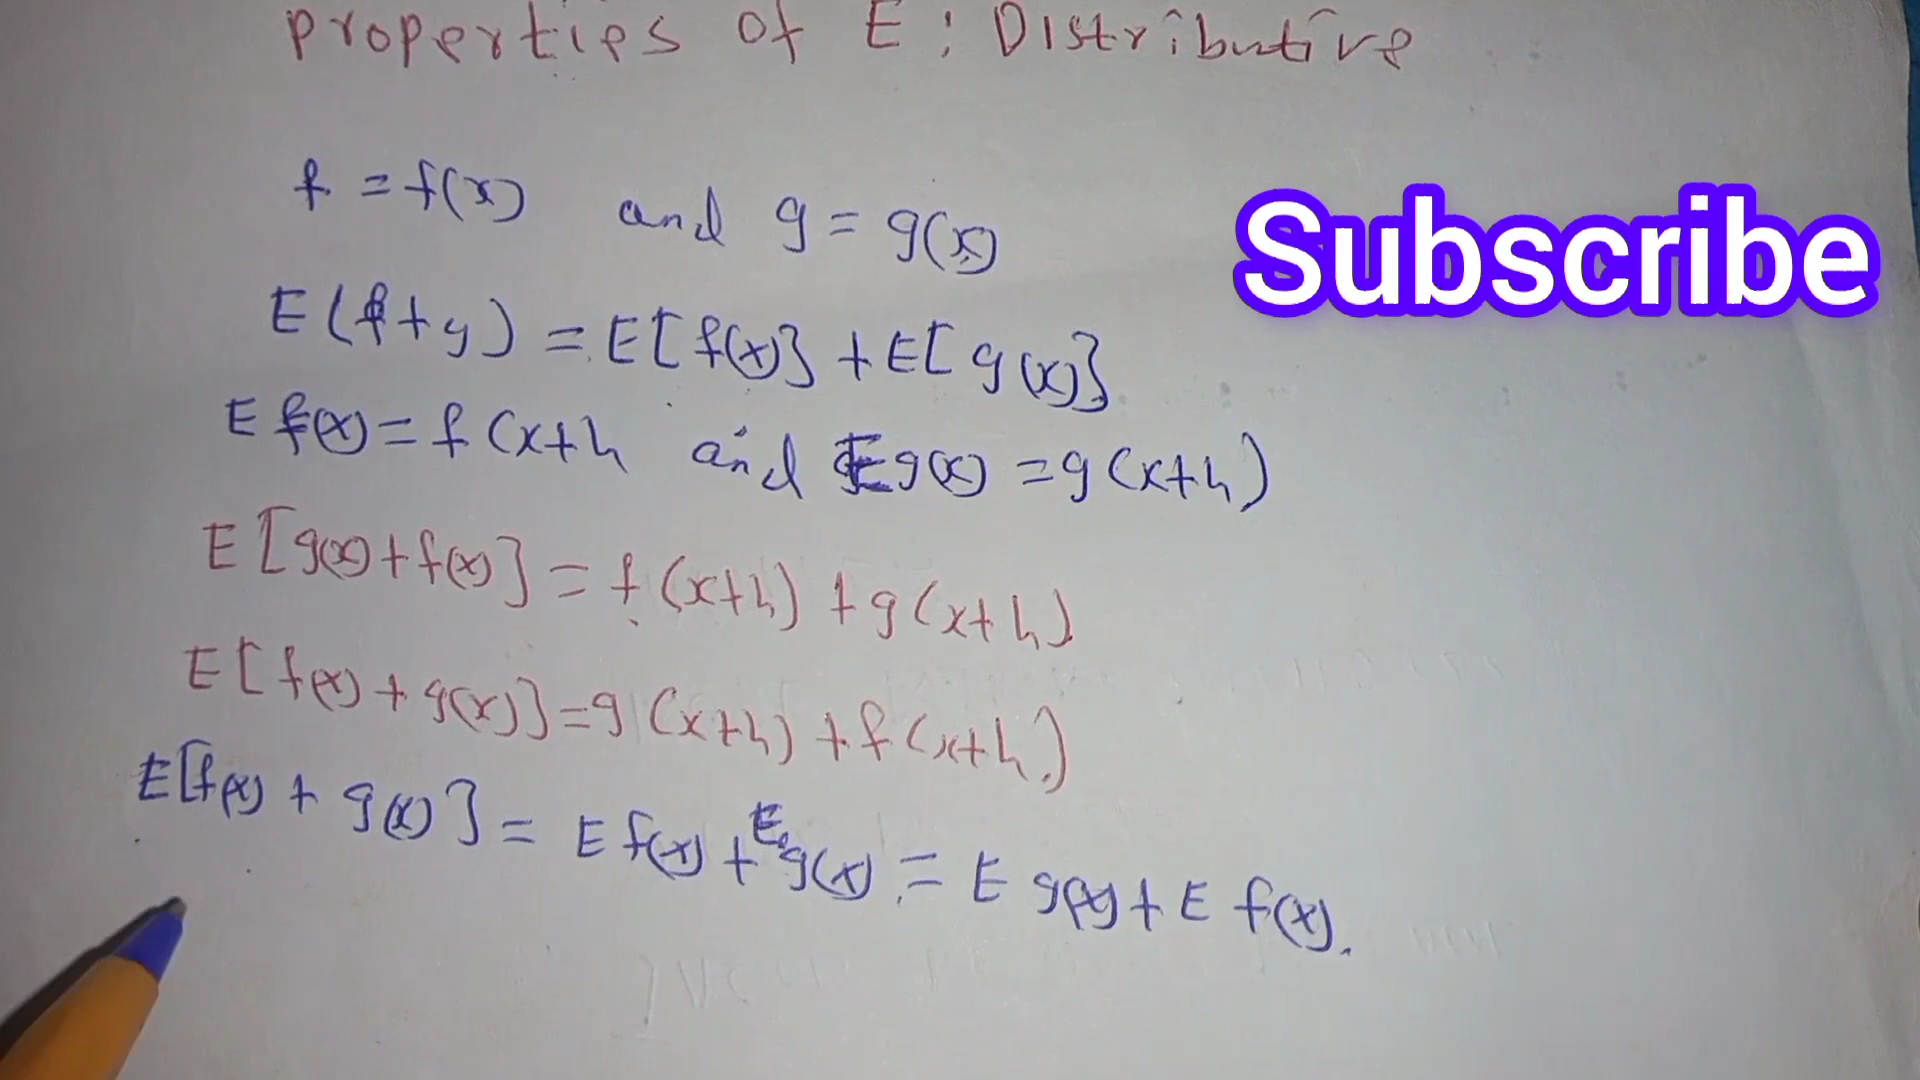 properties of E : Distributive
f = f(x) and g = g(x)
Subscribe
E(f+g) = E[f(x)} + E[g(x)}
E f(x) = f(x+h and E g(x) = g(x+h)
E[g(x)+f(x)] = f(x+h) + g(x+h)
E[f(x) + g(x)] = g(x+h) + f(x+h)
E[f(x) + g(x)] = E f(x) + E g(x) = E g(x) + E f(x).